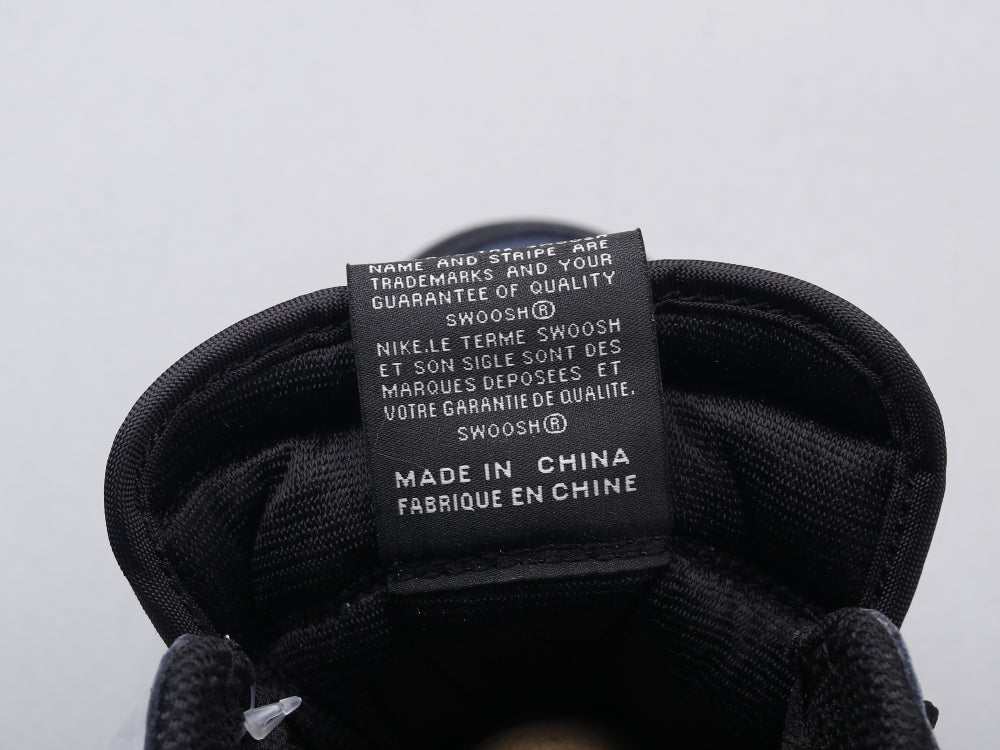 NAME AND STRIPE ARE
TRADEMARKS AND YOUR
GUARANTEE OF QUALITY
SWOOSH®
NIKE.LE TERME SWOOSH
ET SON SIGLE SONT DES
MARQUES DEPOSEES ET
VOTRE GARANTIE DE QUALITE.
SWOOSH®
MADE IN CHINA
FABRIQUE EN CHINE